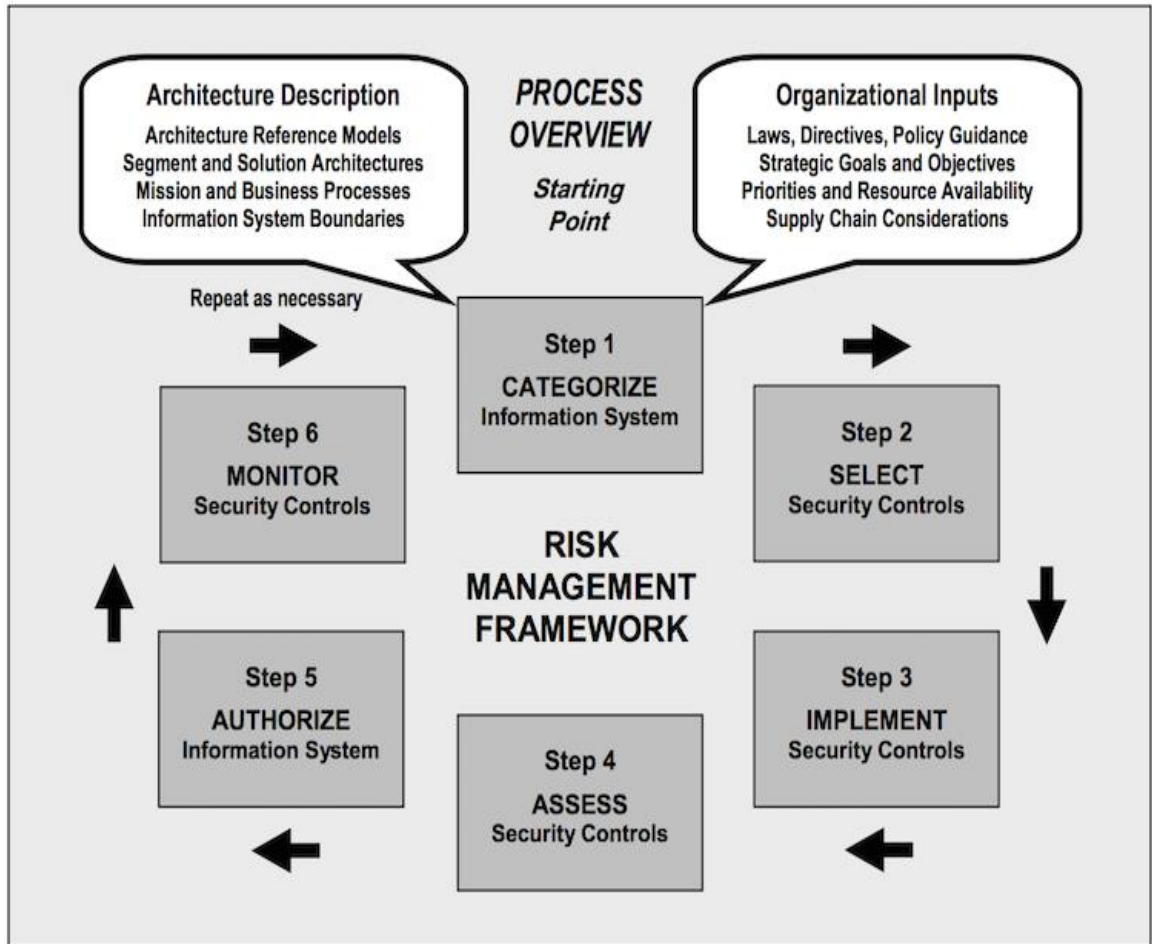 Architecture Description
Architecture Reference Models
Segment and Solution Architectures
Mission and Business Processes
Information System Boundaries
PROCESS
OVERVIEW
Starting
Point
Organizational Inputs
Laws, Directives, Policy Guidance
Strategic Goals and Objectives
Priorities and Resource Availability
Supply Chain Considerations
Repeat as necessary
Step 1
CATEGORIZE
Information System
Step 2
SELECT
Security Controls
Step 3
IMPLEMENT
Security Controls
Step 4
ASSESS
Security Controls
Step 5
AUTHORIZE
Information System
Step 6
MONITOR
Security Controls
RISK
MANAGEMENT
FRAMEWORK